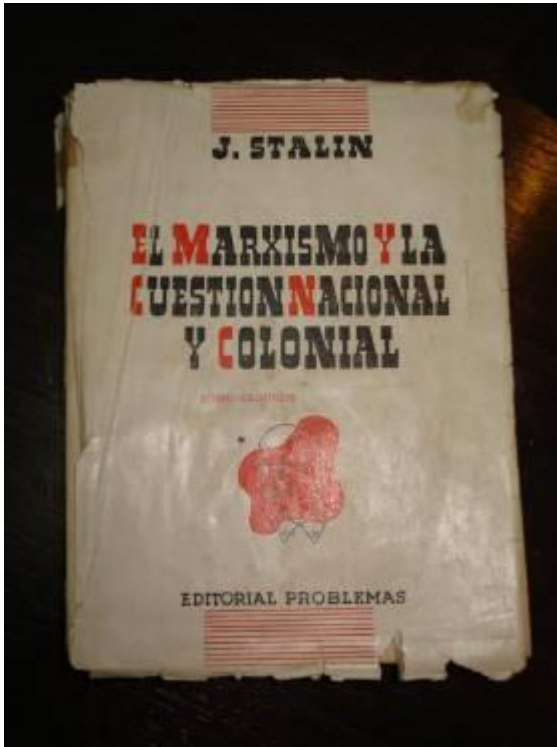 J. STALIN
EL MARXISMO Y LA
CUESTION NACIONAL
Y COLONIAL
EDITORIAL PROBLEMAS